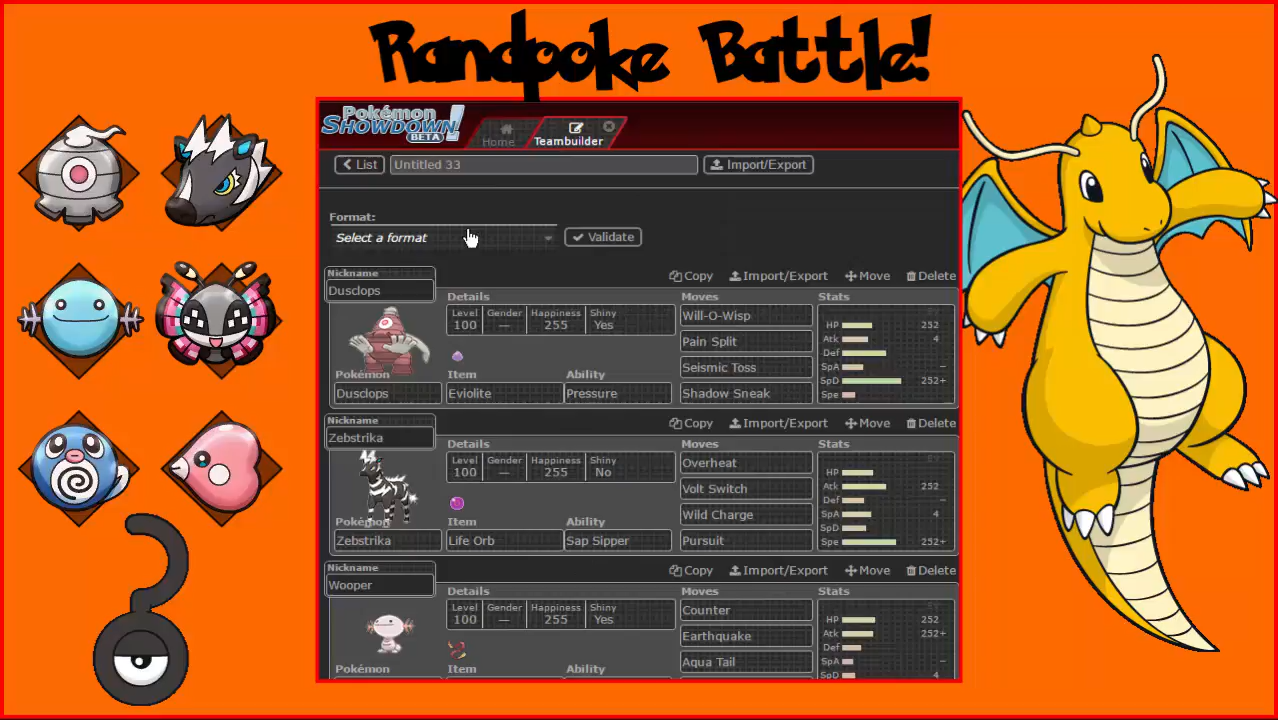 Randpoke Battle!
Pokémon
SHOWDOWN!
BETA
Home
Teambuilder
List
Untitled 33
Import/Export
Format:
Select a format
Validate
Nickname
Dusclops
Copy Import/Export Move Delete
Details
Moves
Stats
Level Gender Happiness Shiny
100 — 255 Yes
Will-O-Wisp
Pain Split
Seismic Toss
Shadow Sneak
HP 252
Atk 4
Def
SpA –
SpD 252+
Spe
Pokémon Item Ability
Dusclops Eviolite Pressure
Nickname
Zebstrika
Copy Import/Export Move Delete
Details
Moves
Stats
Level Gender Happiness Shiny
100 — 255 No
Overheat
Volt Switch
Wild Charge
Pursuit
HP
Atk 252
Def –
SpA 4
SpD
Spe 252+
Pokémon Item Ability
Zebstrika Life Orb Sap Sipper
Nickname
Wooper
Copy Import/Export Move Delete
Details
Moves
Stats
Level Gender Happiness Shiny
100 — 255 Yes
Counter
Earthquake
Aqua Tail
HP 252
Atk 252+
Def
SpA –
SpD 4
Pokémon Item Ability